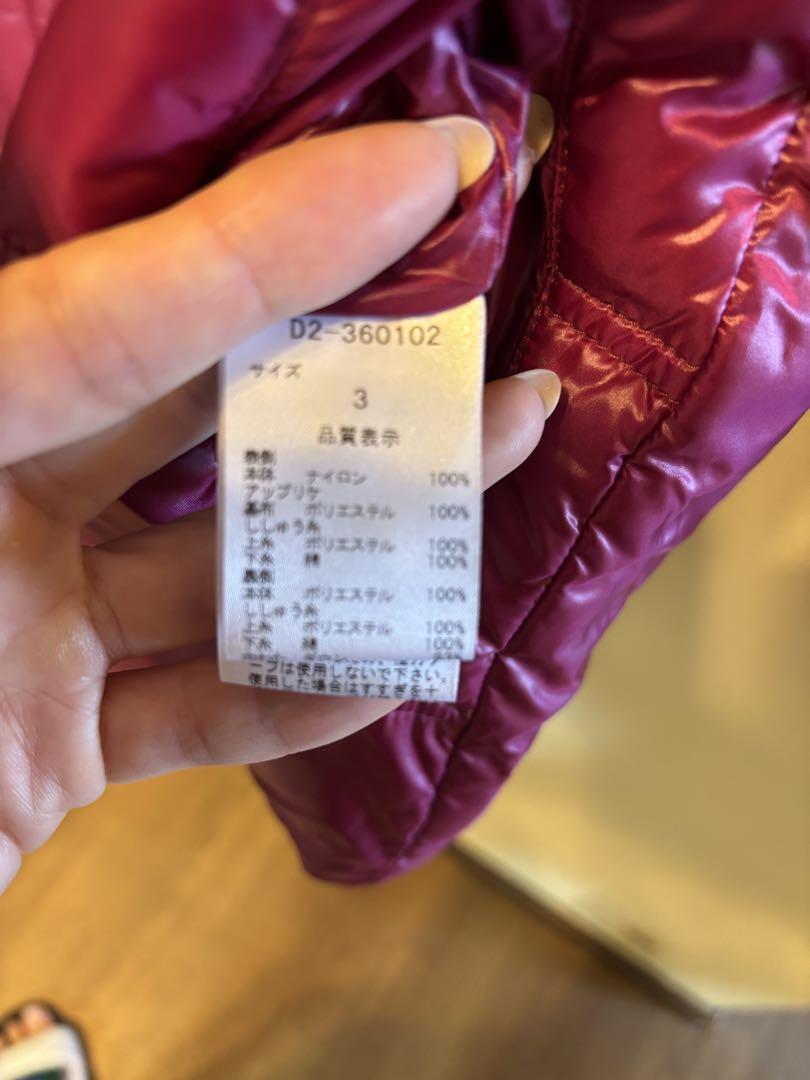 D2-360102
サイズ
3
品質表示
表側
本体 ナイロン 100%
アップリケ
基布 ポリエステル 100%
ししゅう糸
上糸 ポリエステル 100%
下糸 綿 100%
裏側
本体 ポリエステル 100%
ししゅう糸
上糸 ポリエステル 100%
下糸 綿 100%
ープは使用しないで下さい。
使用した場合はすすぎを十